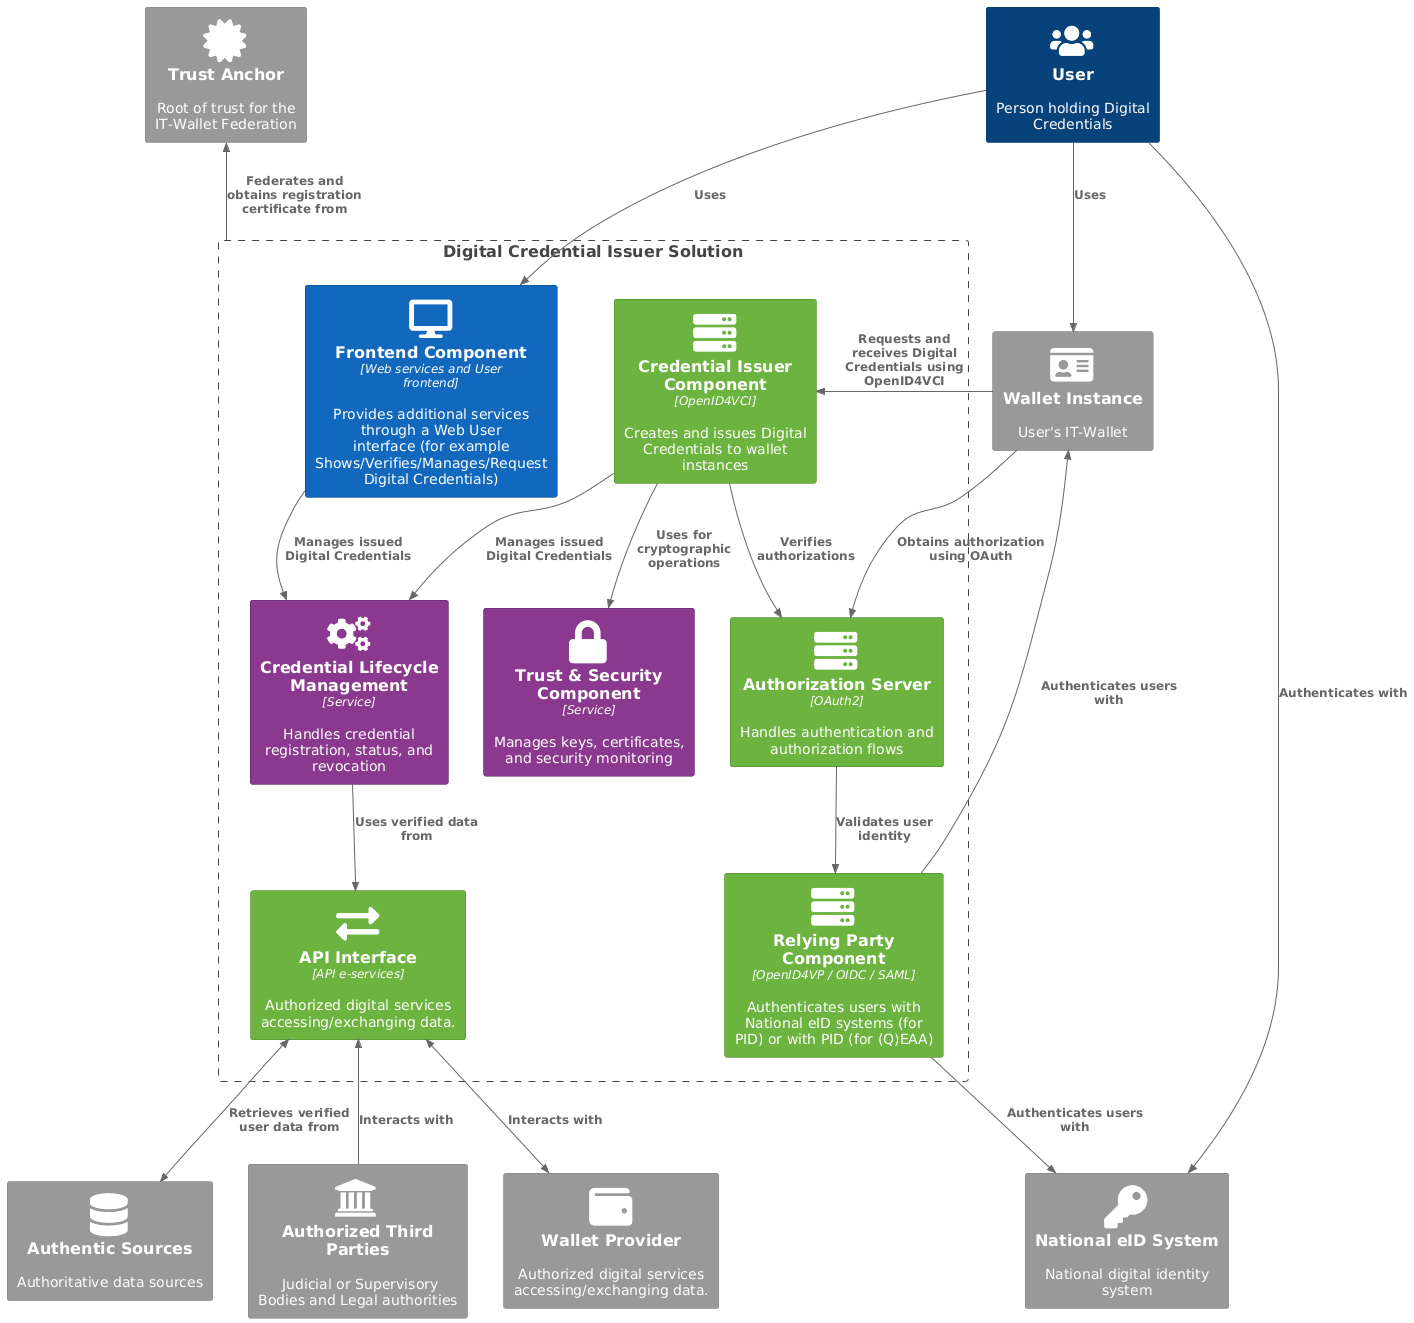 Trust Anchor
Root of trust for the
IT-Wallet Federation
User
Person holding Digital
Credentials
Federates and
obtains registration
certificate from
Uses
Uses
Digital Credential Issuer Solution
Frontend Component
[Web services and User
frontend]
Provides additional services
through a Web User
interface (for example
Shows/Verifies/Manages/Request
Digital Credentials)
Credential Issuer
Component
[OpenID4VCI]
Creates and issues Digital
Credentials to wallet
instances
Requests and
receives Digital
Credentials using
OpenID4VCI
Wallet Instance
User's IT-Wallet
Manages issued
Digital Credentials
Manages issued
Digital Credentials
Uses for
cryptographic
operations
Verifies
authorizations
Obtains authorization
using OAuth
Credential Lifecycle
Management
[Service]
Handles credential
registration, status, and
revocation
Trust & Security
Component
[Service]
Manages keys, certificates,
and security monitoring
Authorization Server
[OAuth2]
Handles authentication and
authorization flows
Authenticates users
with
Authenticates with
Uses verified data
from
Validates user
identity
API Interface
[API e-services]
Authorized digital services
accessing/exchanging data.
Relying Party
Component
[OpenID4VP / OIDC / SAML]
Authenticates users with
National eID systems (for
PID) or with PID (for (Q)EAA)
Retrieves verified
user data from
Interacts with
Interacts with
Authenticates users
with
Authentic Sources
Authoritative data sources
Authorized Third
Parties
Judicial or Supervisory
Bodies and Legal authorities
Wallet Provider
Authorized digital services
accessing/exchanging data.
National eID System
National digital identity
system